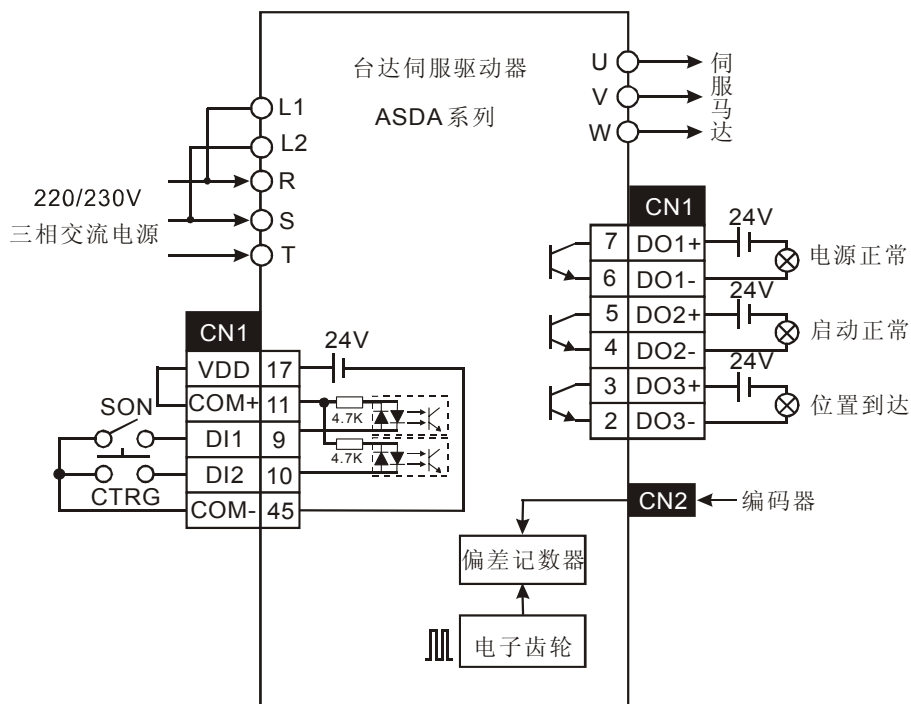 台达伺服驱动器
ASDA系列
U
V
W
伺服马达
L1
L2
R
S
T
220/230V
三相交流电源
CN1
7 DO1+
6 DO1-
24V
电源正常
5 DO2+
4 DO2-
24V
启动正常
3 DO3+
2 DO3-
24V
位置到达
CN1
VDD 17
24V
COM+ 11
4.7K
SON
DI1 9
DI2 10
4.7K
CTRG
COM- 45
CN2
编码器
偏差记数器
电子齿轮